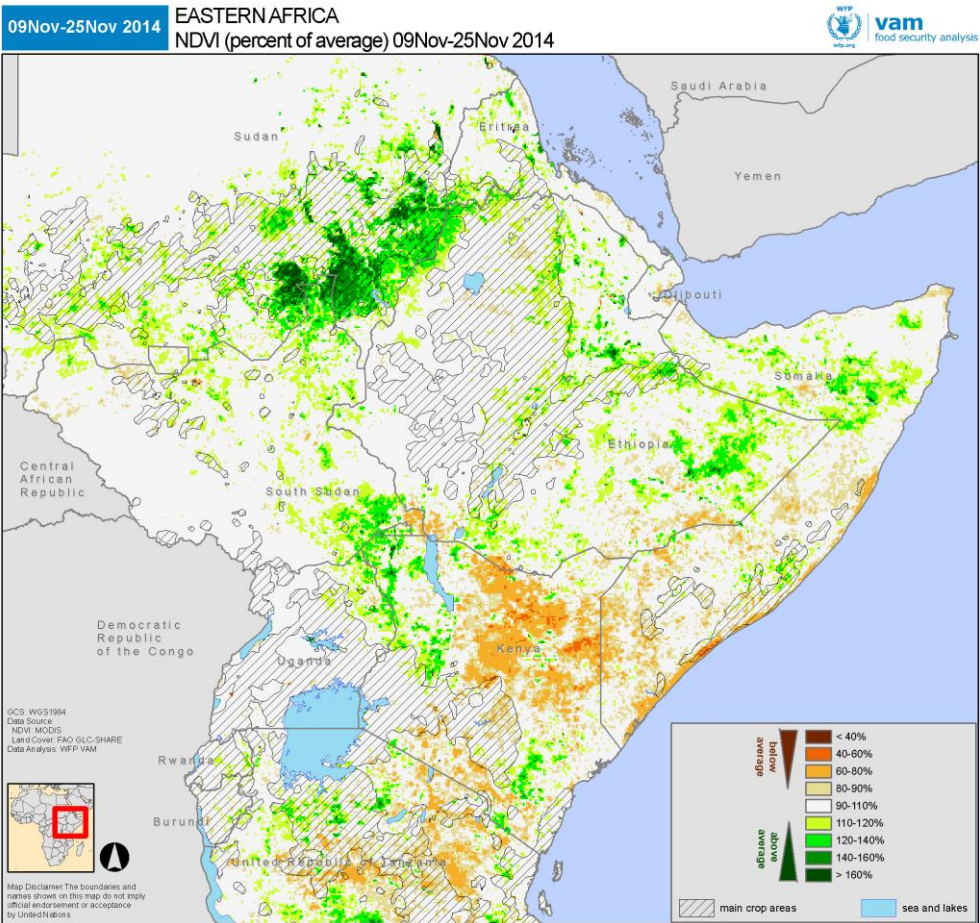 09Nov-25Nov 2014
EASTERN AFRICA
NDVI (percent of average) 09Nov-25Nov 2014
WFP
wfp.org
vam
food security analysis
Saudi Arabia
Sudan
Eritrea
Yemen
Djibouti
Somalia
Ethiopia
Central
African
Republic
South Sudan
Democratic
Republic
of the Congo
Kenya
Uganda
GCS: WGS1984
Data Source:
NDVI: MODIS
Land Cover: FAO GLC-SHARE
Data Analysis: WFP VAM
Rwanda
Burundi
United Republic of Tanzania
Map Disclaimer: The boundaries and
names shown on this map do not imply
official endorsement or acceptance
by United Nations
below
average
above
average
< 40%
40-60%
60-80%
80-90%
90-110%
110-120%
120-140%
140-160%
> 160%
main crop areas
sea and lakes